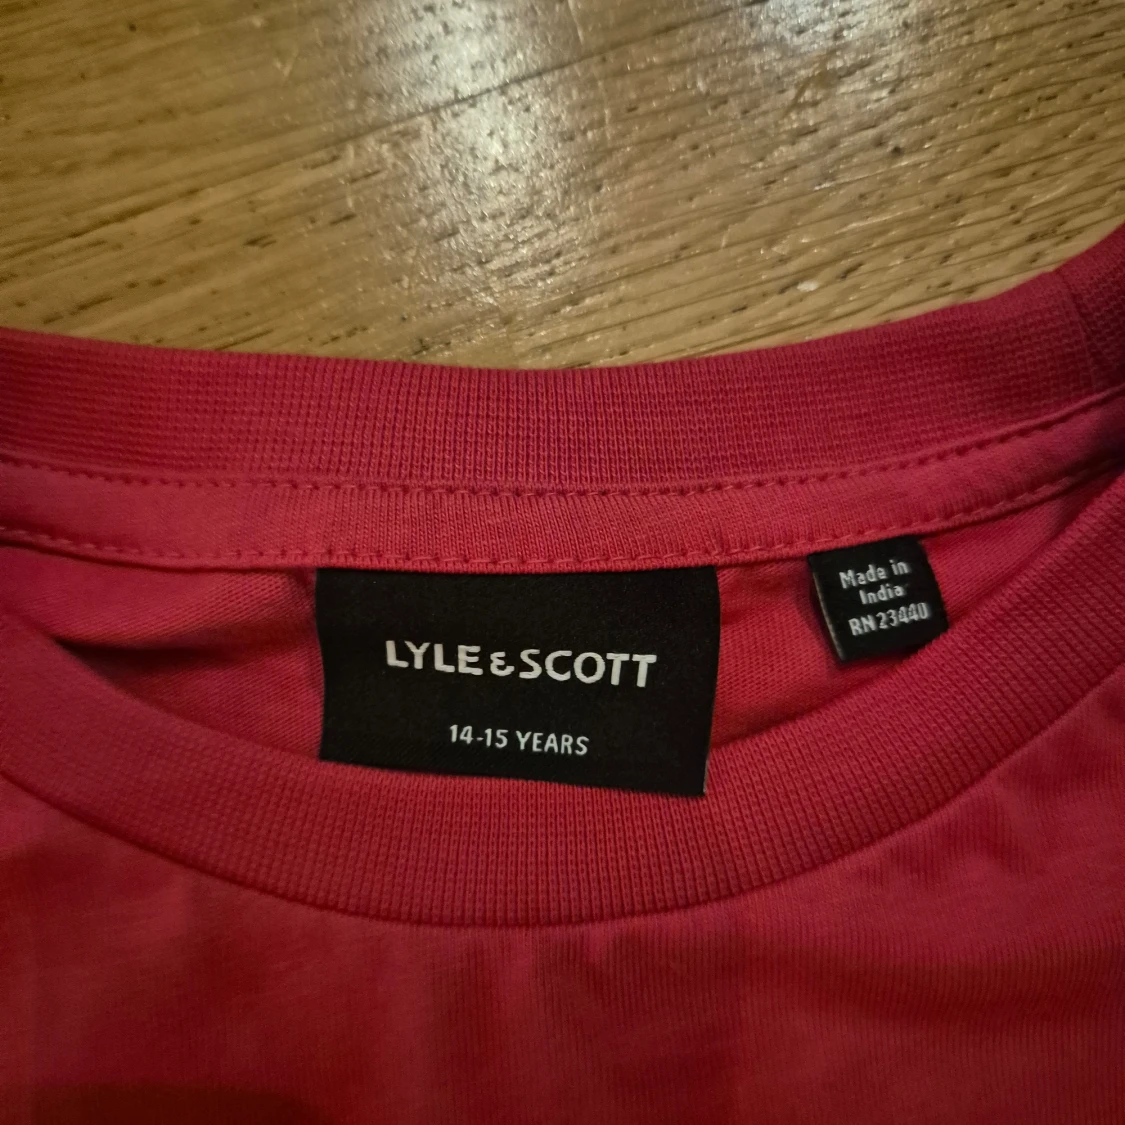 LYLE & SCOTT
14-15 YEARS
Made in
India
RN 23440